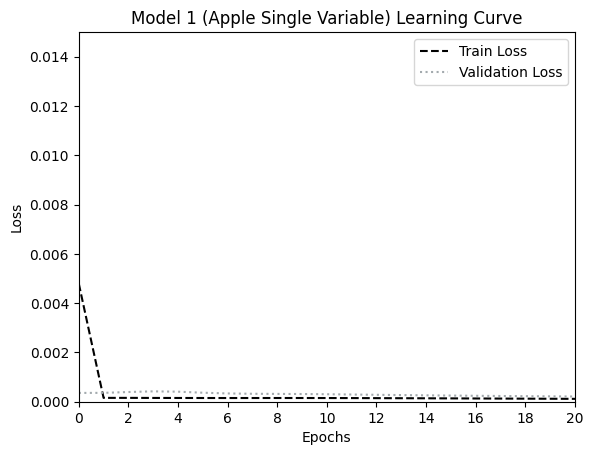 Model 1 (Apple Single Variable) Learning Curve
Train Loss
Validation Loss
Loss
0.014
0.012
0.010
0.008
0.006
0.004
0.002
0.000
0 2 4 6 8 10 12 14 16 18 20
Epochs